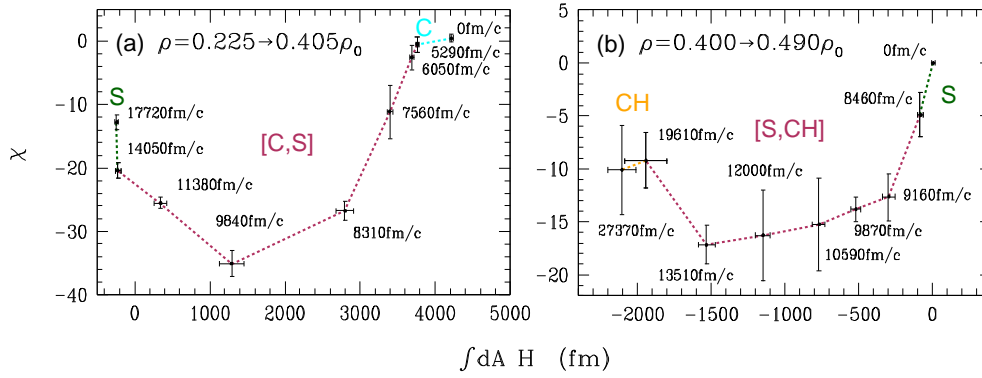 (a) ρ=0.225→0.405ρ₀
C
0fm/c
5290fm/c
6050fm/c
S
17720fm/c
7560fm/c
[C,S]
14050fm/c
11380fm/c
9840fm/c
8310fm/c
χ
0
−10
−20
−30
−40
0 1000 2000 3000 4000 5000
(b) ρ=0.400→0.490ρ₀
0fm/c
S
8460fm/c
CH
19610fm/c
[S,CH]
12000fm/c
9160fm/c
27370fm/c
9870fm/c
10590fm/c
13510fm/c
5
0
−5
−10
−15
−20
−2000 −1500 −1000 −500 0
∫dA H (fm)